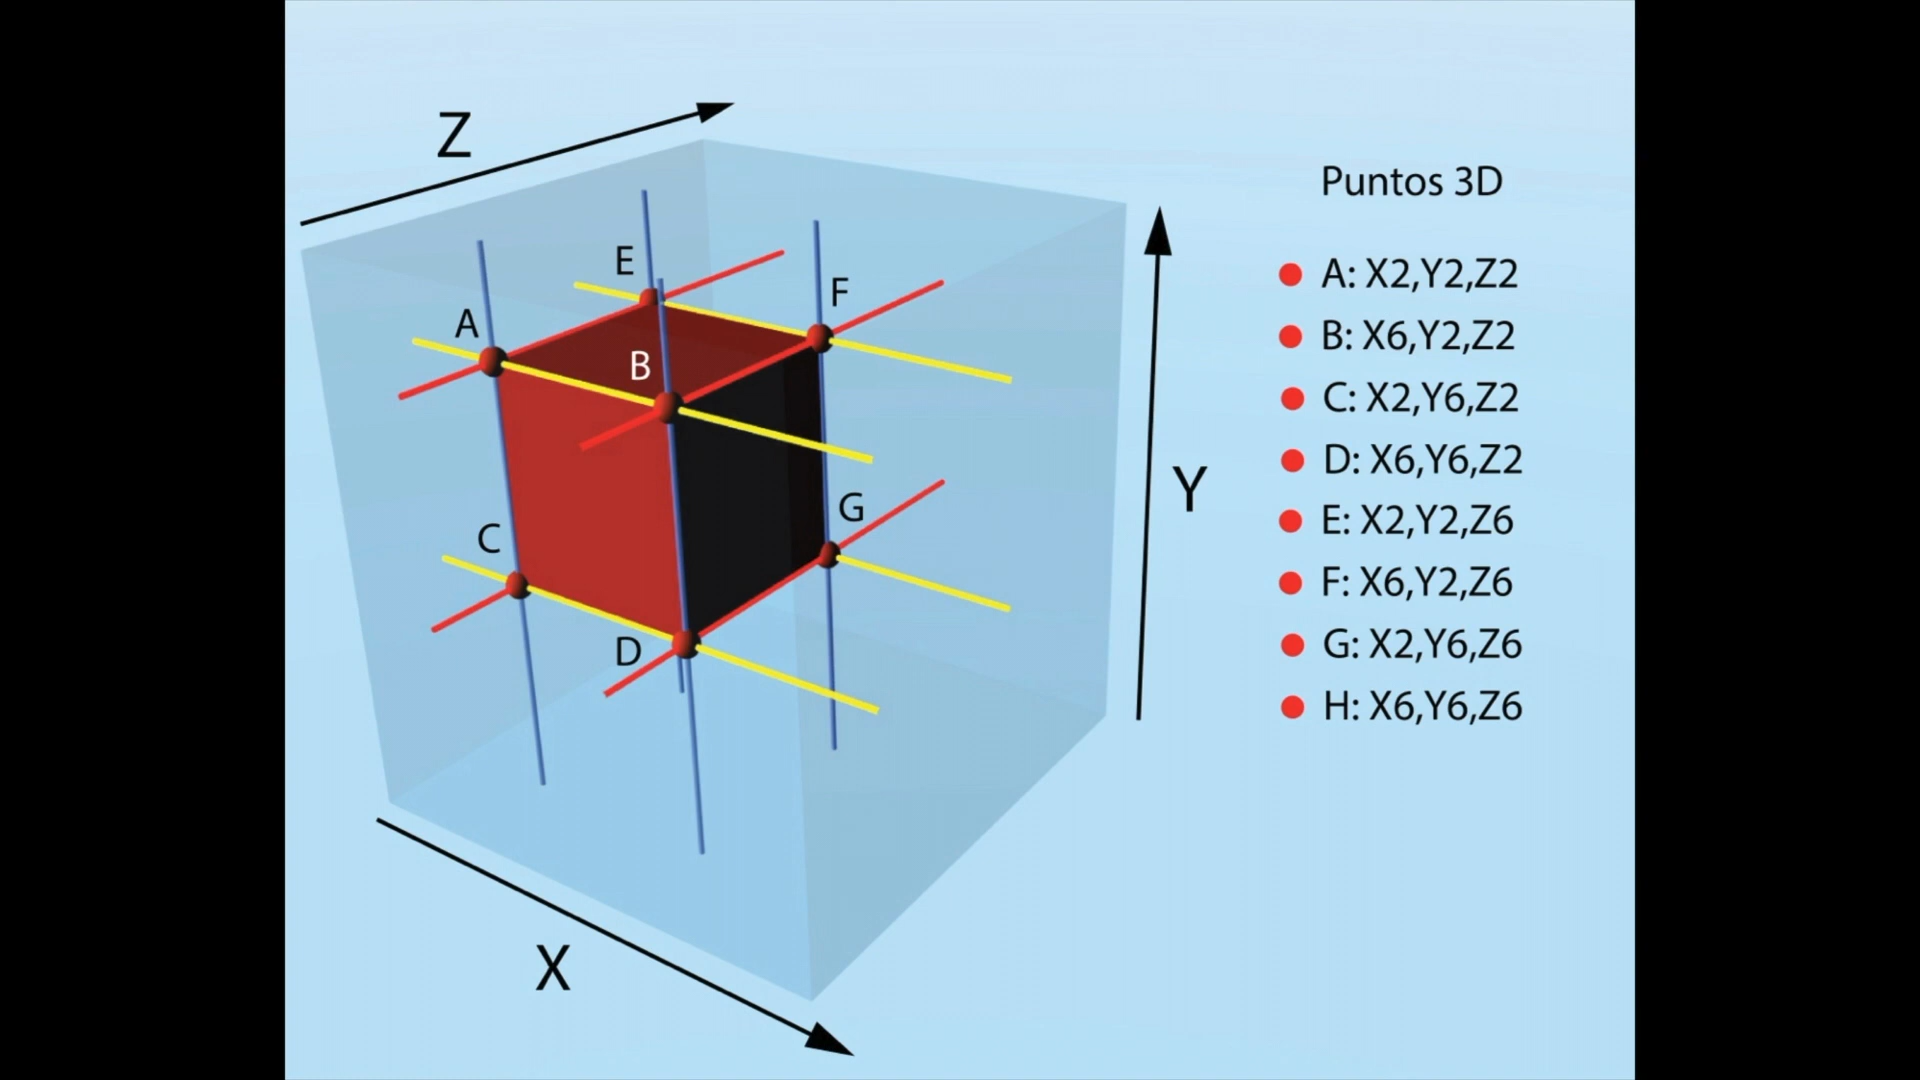 Z
E
F
A
B
G
C
D
Y
X
Puntos 3D
A: X2,Y2,Z2
B: X6,Y2,Z2
C: X2,Y6,Z2
D: X6,Y6,Z2
E: X2,Y2,Z6
F: X6,Y2,Z6
G: X2,Y6,Z6
H: X6,Y6,Z6